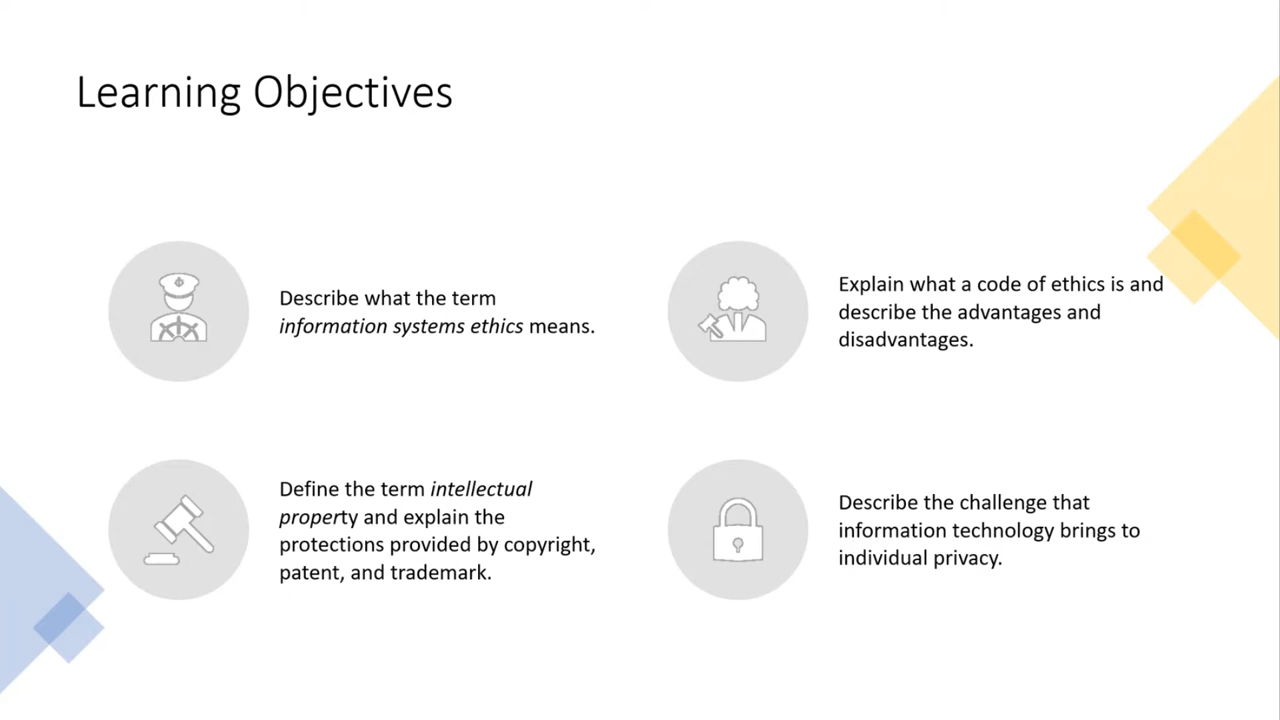 Learning Objectives
Describe what the term
information systems ethics means.
Explain what a code of ethics is and
describe the advantages and
disadvantages.
Define the term intellectual
property and explain the
protections provided by copyright,
patent, and trademark.
Describe the challenge that
information technology brings to
individual privacy.